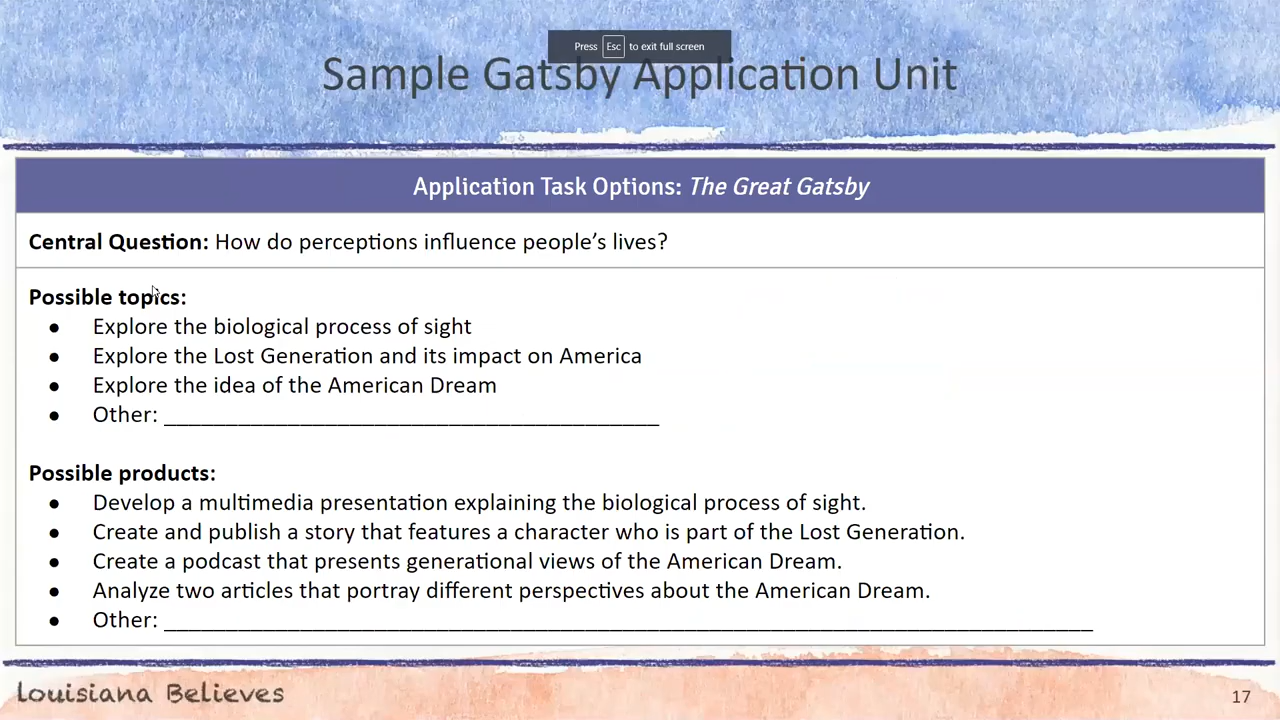 Press Esc to exit full screen
Sample Gatsby Application Unit
Application Task Options: The Great Gatsby
Central Question: How do perceptions influence people’s lives?
Possible topics:
● Explore the biological process of sight
● Explore the Lost Generation and its impact on America
● Explore the idea of the American Dream
● Other: ________________________________________
Possible products:
● Develop a multimedia presentation explaining the biological process of sight.
● Create and publish a story that features a character who is part of the Lost Generation.
● Create a podcast that presents generational views of the American Dream.
● Analyze two articles that portray different perspectives about the American Dream.
● Other: ___________________________________________________________________________
Louisiana Believes
17